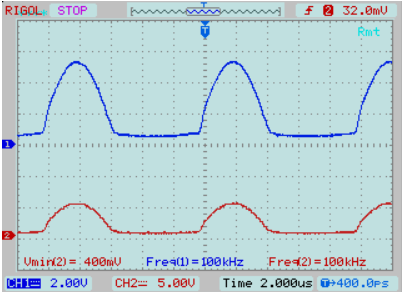 RIGOL STOP T f 2 32.0mV
T
Rmt
1
2
Vmin(2)= 400mV Freq(1)=100kHz Freq(2)=100kHz
CH1 2.00V CH2 5.00V Time 2.000us T→400.0ps